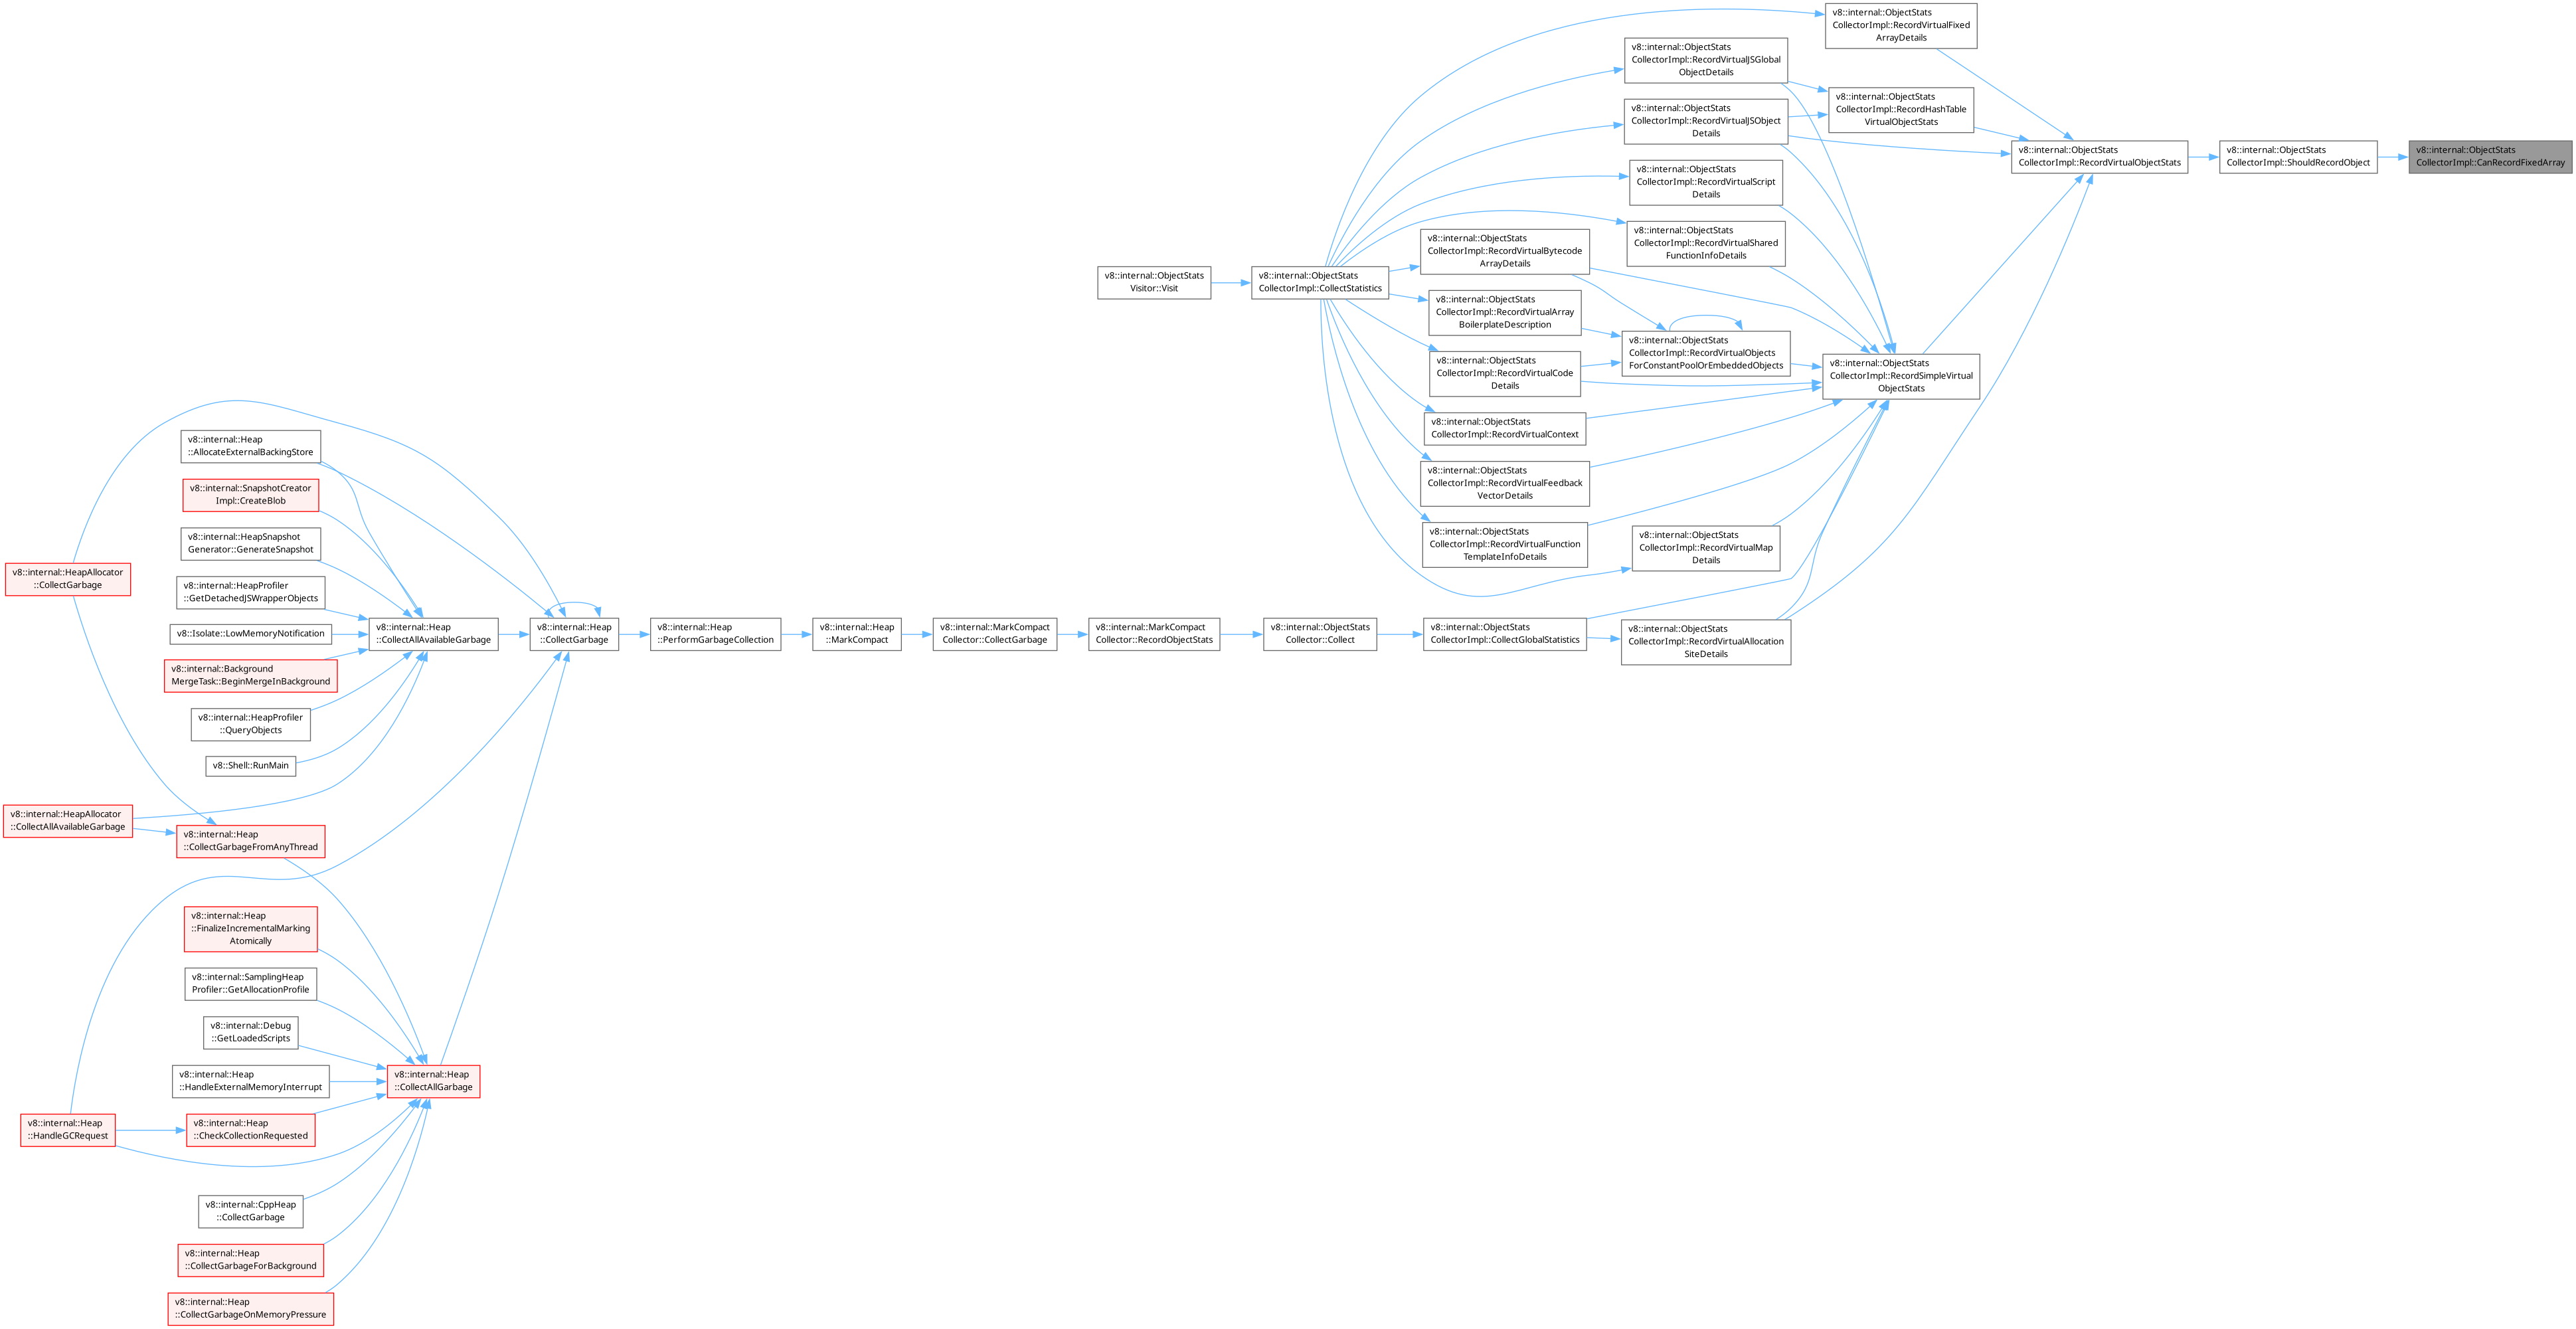 v8::internal::ObjectStats
CollectorImpl::RecordVirtualFixed
ArrayDetails
v8::internal::ObjectStats
CollectorImpl::RecordVirtualJSGlobal
ObjectDetails
v8::internal::ObjectStats
CollectorImpl::RecordHashTable
VirtualObjectStats
v8::internal::ObjectStats
CollectorImpl::RecordVirtualJSObject
Details
v8::internal::ObjectStats
CollectorImpl::RecordVirtualObjectStats
v8::internal::ObjectStats
CollectorImpl::ShouldRecordObject
v8::internal::ObjectStats
CollectorImpl::CanRecordFixedArray
v8::internal::ObjectStats
CollectorImpl::RecordVirtualScript
Details
v8::internal::ObjectStats
CollectorImpl::RecordVirtualShared
FunctionInfoDetails
v8::internal::ObjectStats
CollectorImpl::RecordVirtualBytecode
ArrayDetails
v8::internal::ObjectStats
Visitor::Visit
v8::internal::ObjectStats
CollectorImpl::CollectStatistics
v8::internal::ObjectStats
CollectorImpl::RecordVirtualArray
BoilerplateDescription
v8::internal::ObjectStats
CollectorImpl::RecordVirtualObjects
ForConstantPoolOrEmbeddedObjects
v8::internal::ObjectStats
CollectorImpl::RecordVirtualCode
Details
v8::internal::ObjectStats
CollectorImpl::RecordSimpleVirtual
ObjectStats
v8::internal::ObjectStats
CollectorImpl::RecordVirtualContext
v8::internal::ObjectStats
CollectorImpl::RecordVirtualFeedback
VectorDetails
v8::internal::ObjectStats
CollectorImpl::RecordVirtualFunction
TemplateInfoDetails
v8::internal::ObjectStats
CollectorImpl::RecordVirtualMap
Details
v8::internal::Heap
::AllocateExternalBackingStore
v8::internal::SnapshotCreator
Impl::CreateBlob
v8::internal::HeapSnapshot
Generator::GenerateSnapshot
v8::internal::HeapAllocator
::CollectGarbage
v8::internal::HeapProfiler
::GetDetachedJSWrapperObjects
v8::Isolate::LowMemoryNotification
v8::internal::Heap
::CollectAllAvailableGarbage
v8::internal::Heap
::CollectGarbage
v8::internal::Heap
::PerformGarbageCollection
v8::internal::Heap
::MarkCompact
v8::internal::MarkCompact
Collector::CollectGarbage
v8::internal::MarkCompact
Collector::RecordObjectStats
v8::internal::ObjectStats
Collector::Collect
v8::internal::ObjectStats
CollectorImpl::CollectGlobalStatistics
v8::internal::ObjectStats
CollectorImpl::RecordVirtualAllocation
SiteDetails
v8::internal::Background
MergeTask::BeginMergeInBackground
v8::internal::HeapProfiler
::QueryObjects
v8::Shell::RunMain
v8::internal::HeapAllocator
::CollectAllAvailableGarbage
v8::internal::Heap
::CollectGarbageFromAnyThread
v8::internal::Heap
::FinalizeIncrementalMarking
Atomically
v8::internal::SamplingHeap
Profiler::GetAllocationProfile
v8::internal::Debug
::GetLoadedScripts
v8::internal::Heap
::HandleExternalMemoryInterrupt
v8::internal::Heap
::CollectAllGarbage
v8::internal::Heap
::HandleGCRequest
v8::internal::Heap
::CheckCollectionRequested
v8::internal::CppHeap
::CollectGarbage
v8::internal::Heap
::CollectGarbageForBackground
v8::internal::Heap
::CollectGarbageOnMemoryPressure